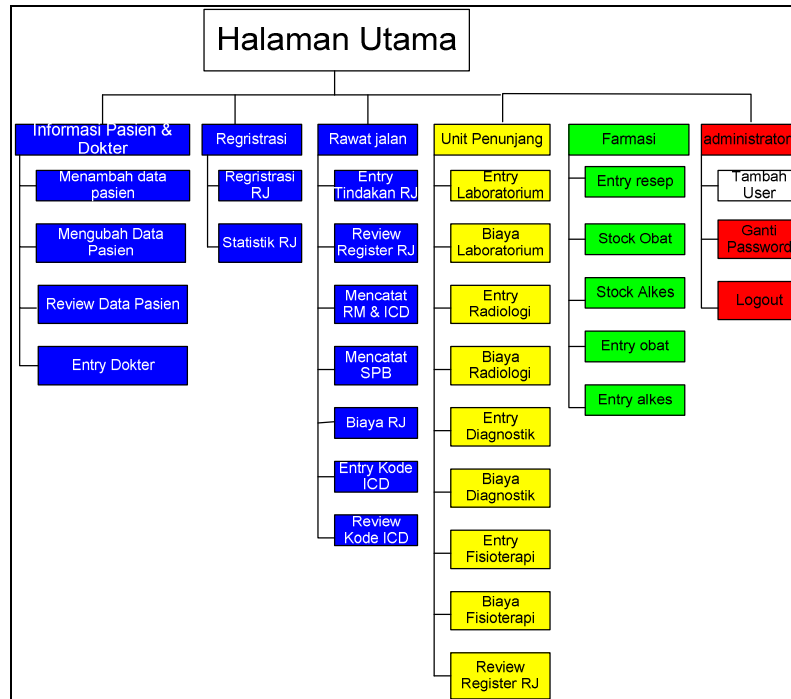 Halaman Utama
Informasi Pasien &
Dokter
Menambah data
pasien
Mengubah Data
Pasien
Review Data Pasien
Entry Dokter
Regristrasi
Regristrasi
RJ
Statistik RJ
Rawat jalan
Entry
Tindakan RJ
Review
Register RJ
Mencatat
RM & ICD
Mencatat
SPB
Biaya RJ
Entry Kode
ICD
Review
Kode ICD
Unit Penunjang
Entry
Laboratorium
Biaya
Laboratorium
Entry
Radiologi
Biaya
Radiologi
Entry
Diagnostik
Biaya
Diagnostik
Entry
Fisioterapi
Biaya
Fisioterapi
Review
Register RJ
Farmasi
Entry resep
Stock Obat
Stock Alkes
Entry obat
Entry alkes
administrator
Tambah
User
Ganti
Password
Logout